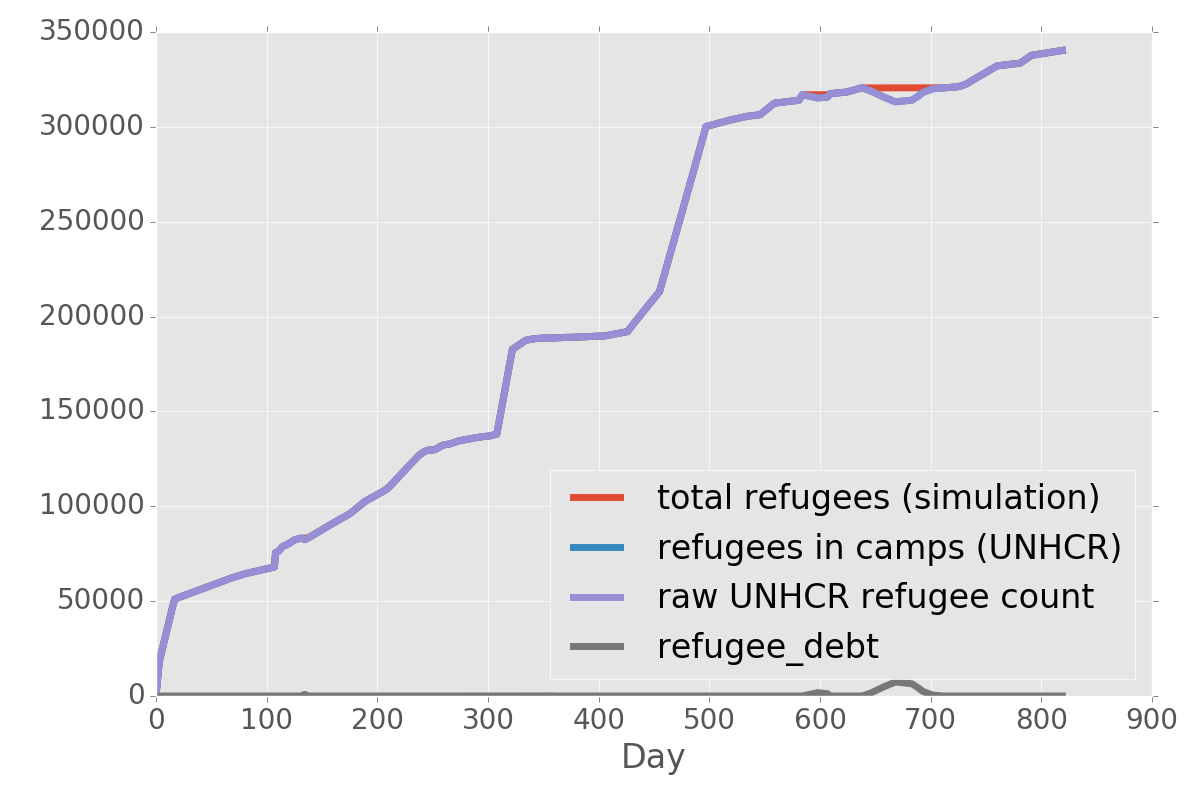 350000
300000
250000
200000
150000
100000
50000
0
0 100 200 300 400 500 600 700 800 900
Day
total refugees (simulation)
refugees in camps (UNHCR)
raw UNHCR refugee count
refugee_debt